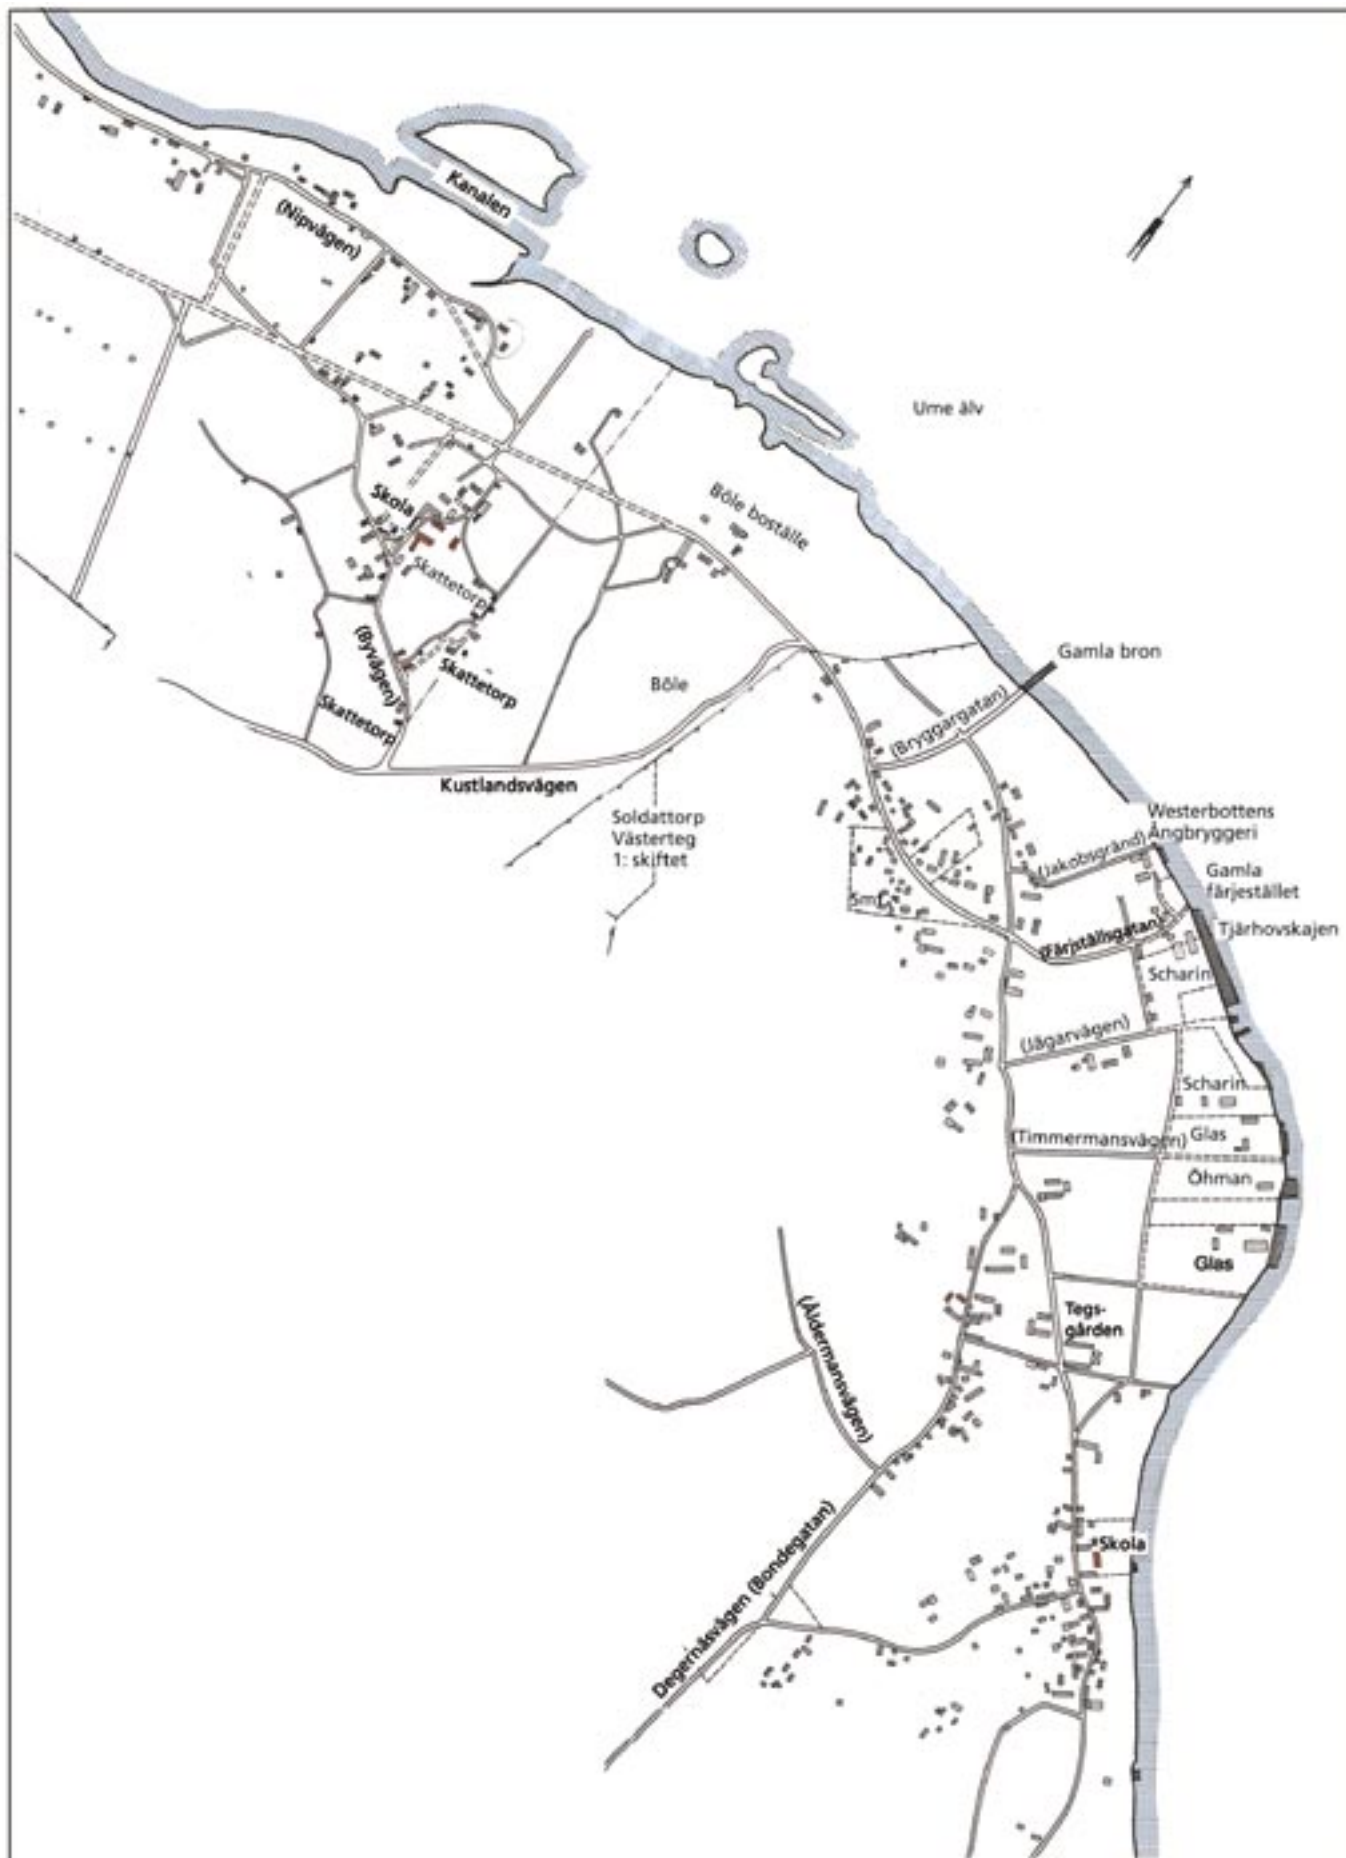 Kanalen
(Nipvägen)
Ume älv
Skola
Böle boställe
Skattetorp
(Byvägen)
Skattetorp
Skattetorp
Böle
Gamla bron
(Bryggargatan)
Kustlandsvägen
Soldattorp
Västerteg
1: skiftet
Westerbottens
Ångbryggeri
(Jakobsgränd)
Gamla
färjestället
(Färjställsgatan)
Tjärhovskajen
Scharin
(Jägarvägen)
Scharin
(Timmermansvägen)
Glas
Öhman
Glas
Tegs-
gården
(Åldermansvägen)
Skola
Degernäsvägen (Bondegatan)